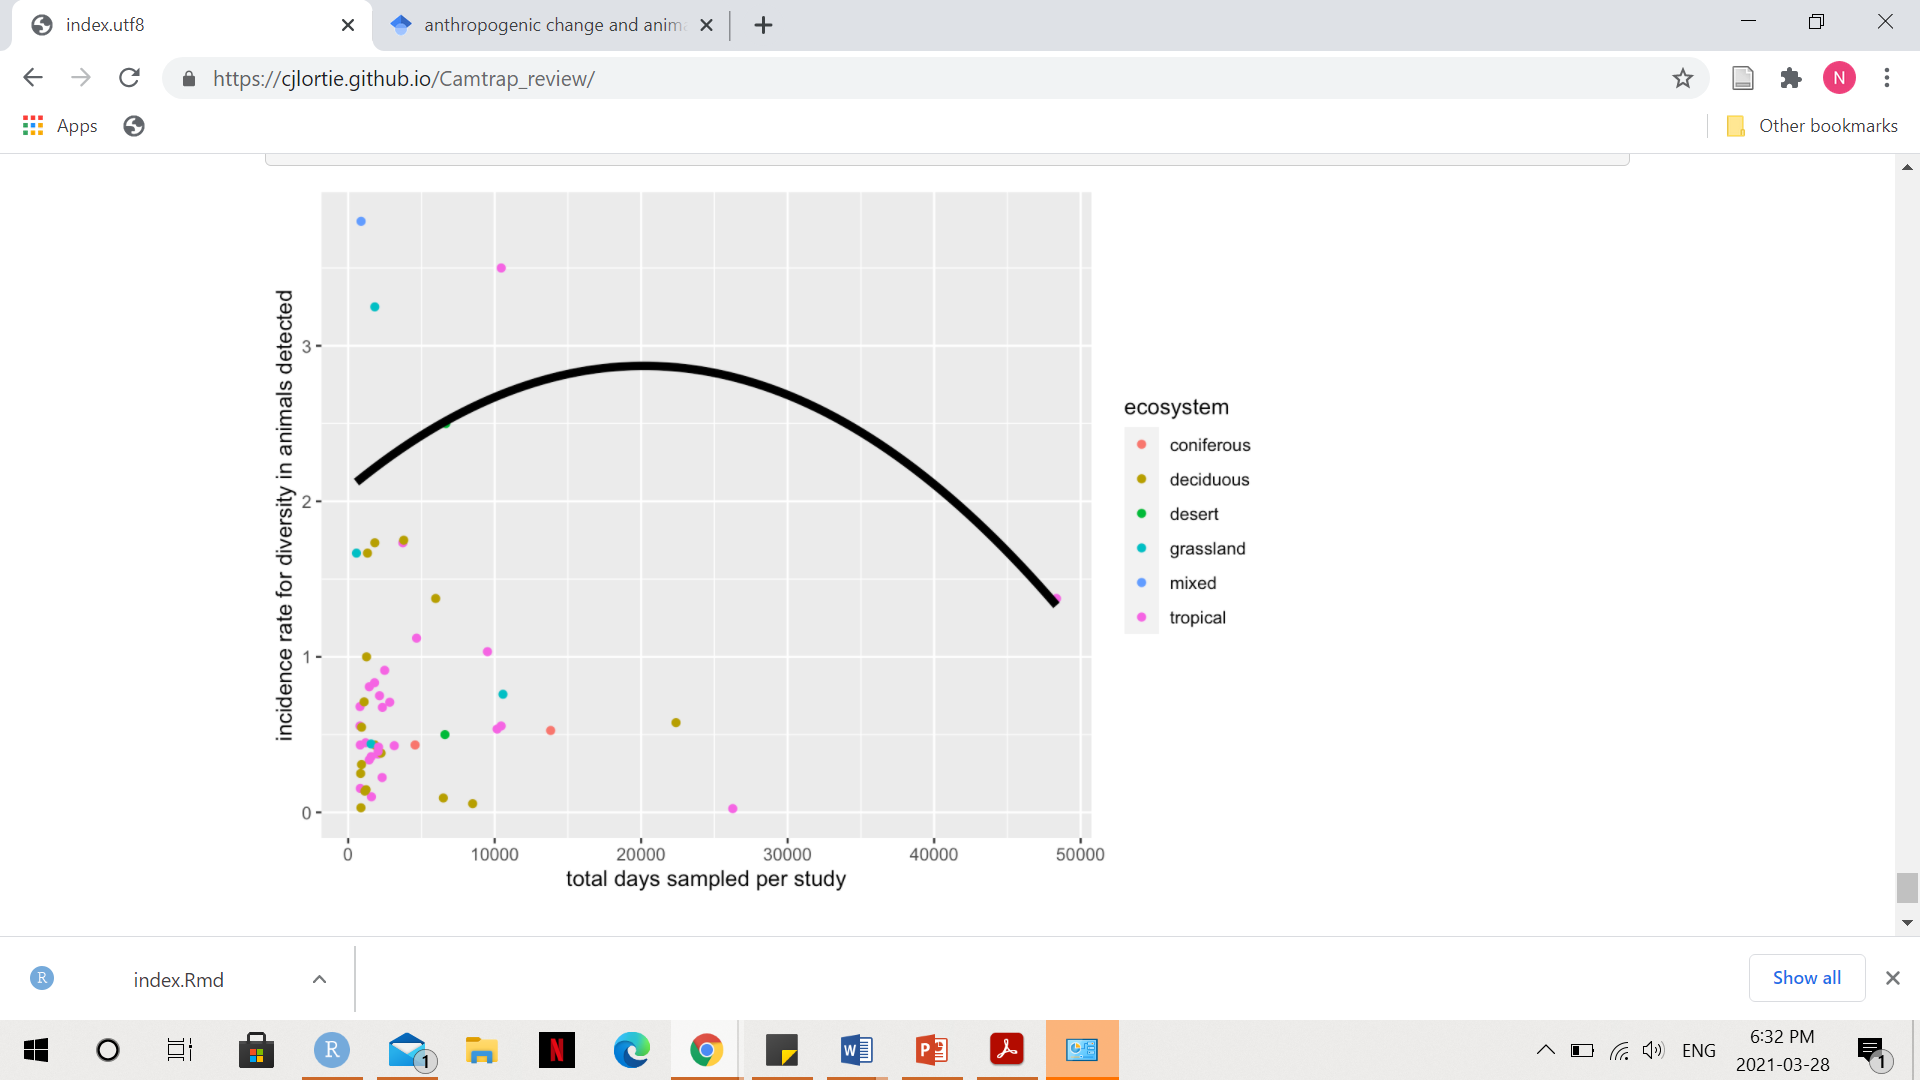 index.utf8
anthropogenic change and anim
https://cjlortie.github.io/Camtrap_review/
N
Apps
Other bookmarks
incidence rate for diversity in animals detected
3
2
1
0
0 10000 20000 30000 40000 50000
total days sampled per study
ecosystem
coniferous
deciduous
desert
grassland
mixed
tropical
R
index.Rmd
Show all
R
1
N
W
P
ENG
6:32 PM
2021-03-28
1